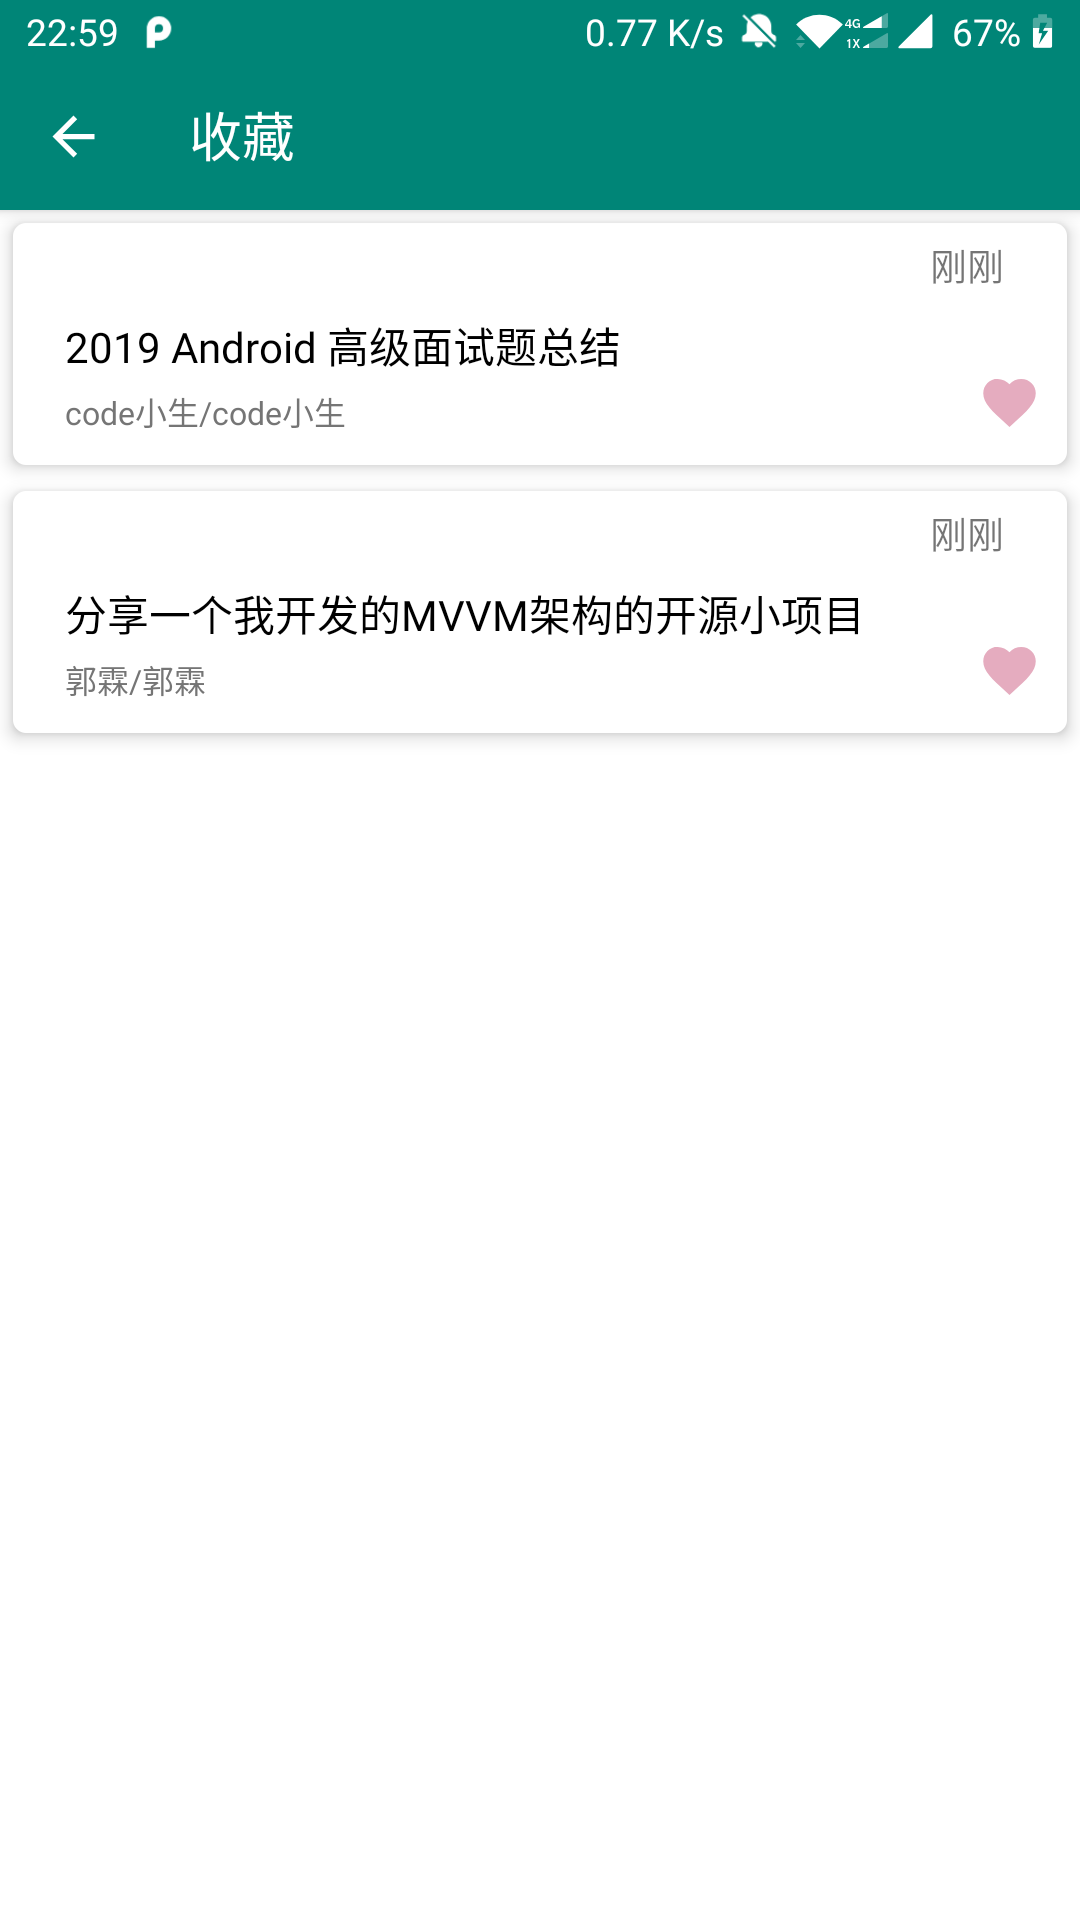 22:59
0.77 K/s 4G 1X 67%
收藏
刚刚
2019 Android 高级面试题总结
code小生/code小生
刚刚
分享一个我开发的MVVM架构的开源小项目
郭霖/郭霖